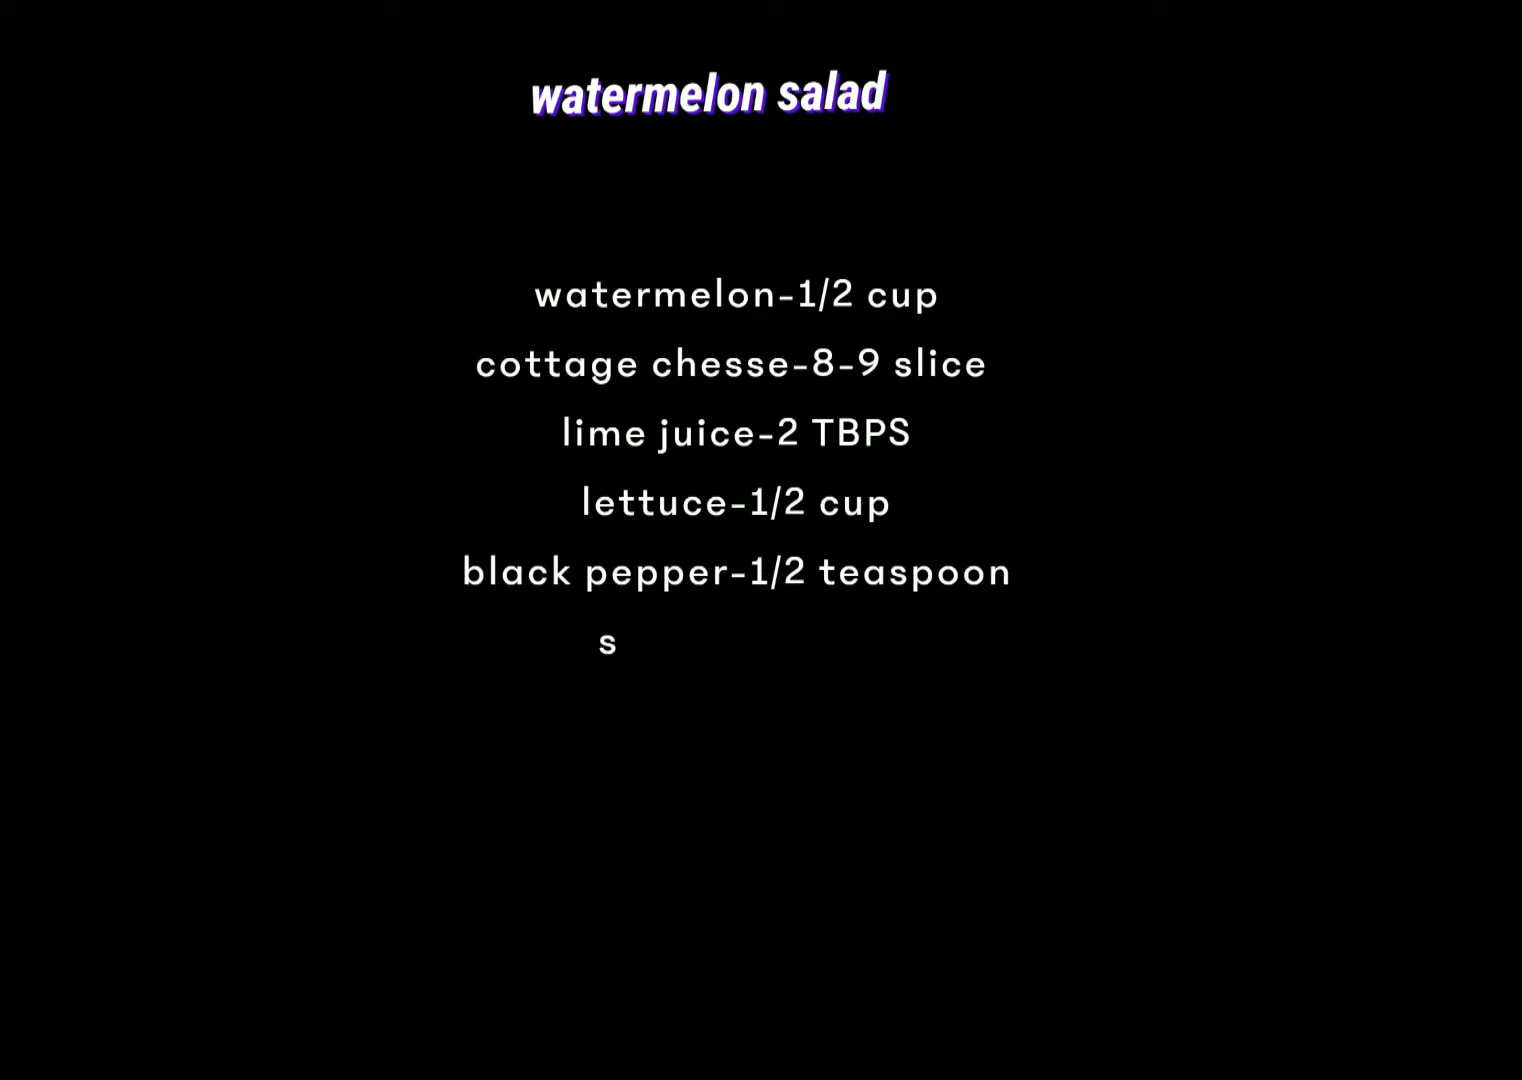 watermelon salad
watermelon-1/2 cup
cottage chesse-8-9 slice
lime juice-2 TBPS
lettuce-1/2 cup
black pepper-1/2 teaspoon
s